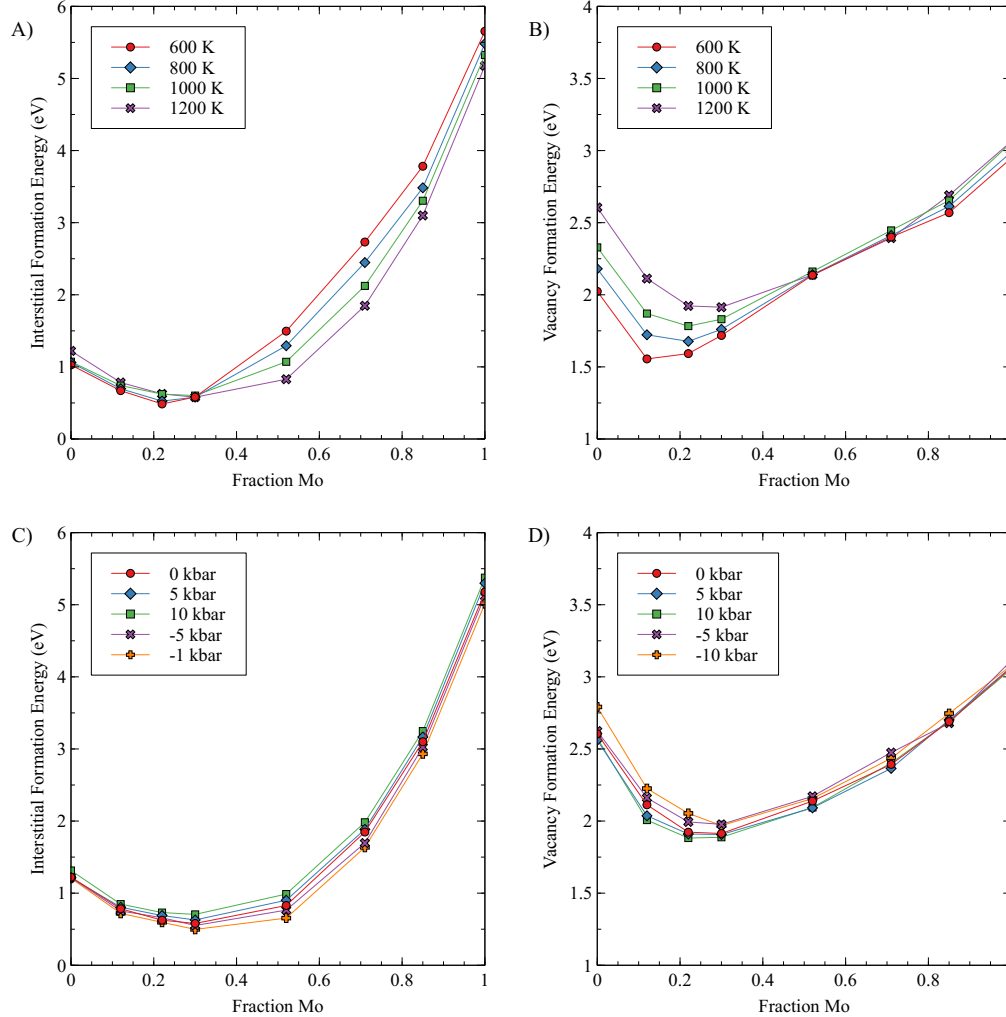 A)
600 K
800 K
1000 K
1200 K
Interstitial Formation Energy (eV)
6
5
4
3
2
1
0
0
0.2
0.4
0.6
0.8
1
Fraction Mo
B)
600 K
800 K
1000 K
1200 K
Vacancy Formation Energy (eV)
4
3.5
3
2.5
2
1.5
1
0
0.2
0.4
0.6
0.8
Fraction Mo
C)
0 kbar
5 kbar
10 kbar
-5 kbar
-1 kbar
Interstitial Formation Energy (eV)
6
5
4
3
2
1
0
0
0.2
0.4
0.6
0.8
1
Fraction Mo
D)
0 kbar
5 kbar
10 kbar
-5 kbar
-10 kbar
Vacancy Formation Energy (eV)
4
3.5
3
2.5
2
1.5
1
0
0.2
0.4
0.6
0.8
Fraction Mo